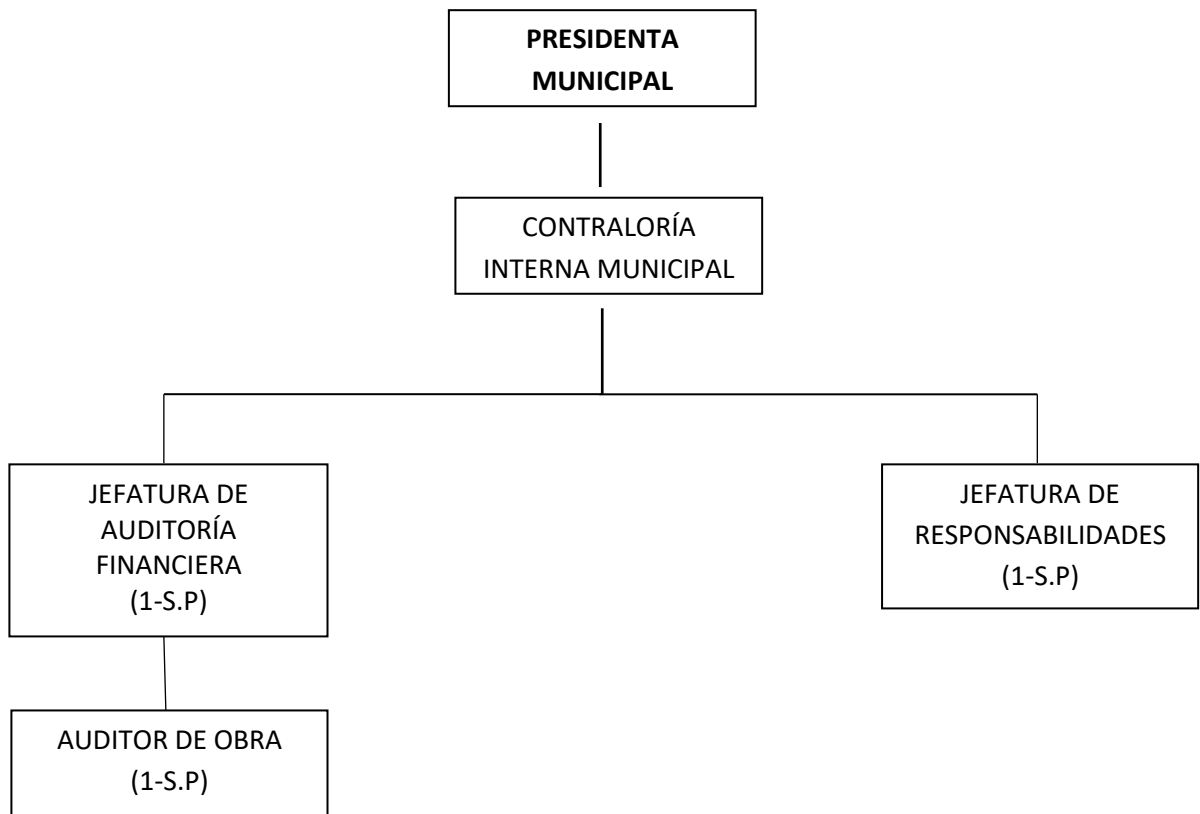 PRESIDENTA
MUNICIPAL
CONTRALORÍA
INTERNA MUNICIPAL
JEFATURA DE
AUDITORÍA
FINANCIERA
(1-S.P)
JEFATURA DE
RESPONSABILIDADES
(1-S.P)
AUDITOR DE OBRA
(1-S.P)